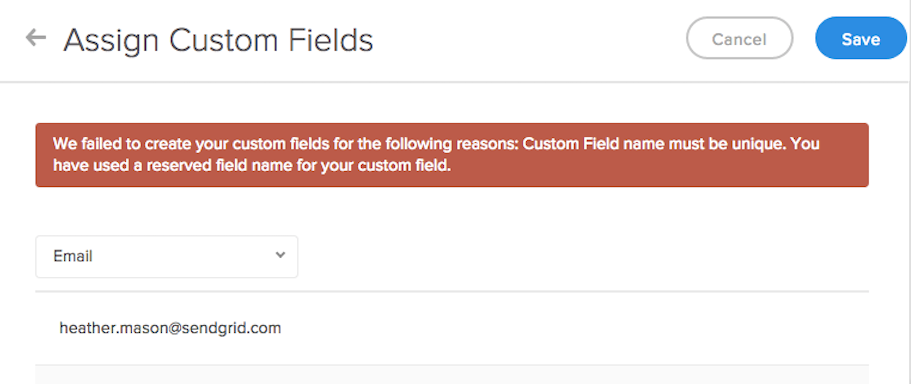 Assign Custom Fields
Cancel
Save
We failed to create your custom fields for the following reasons: Custom Field name must be unique. You
have used a reserved field name for your custom field.
Email
heather.mason@sendgrid.com